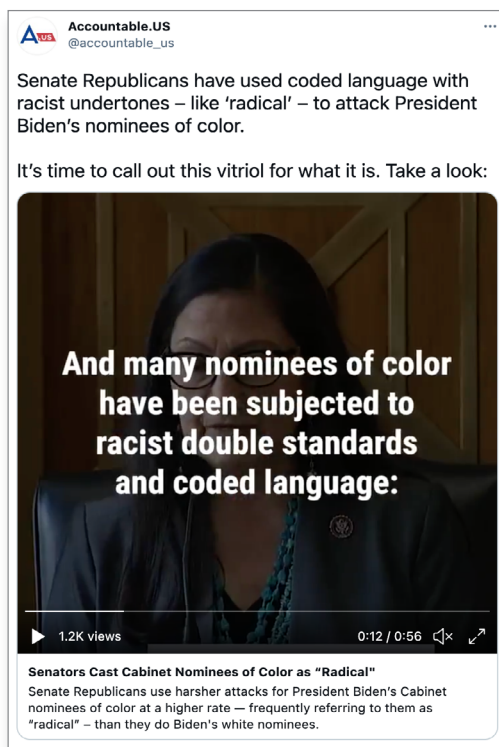 Accountable.US
@accountable_us
Senate Republicans have used coded language with
racist undertones – like ‘radical’ – to attack President
Biden’s nominees of color.
It’s time to call out this vitriol for what it is. Take a look:
And many nominees of color
have been subjected to
racist double standards
and coded language:
1.2K views
0:12 / 0:56
Senators Cast Cabinet Nominees of Color as “Radical"
Senate Republicans use harsher attacks for President Biden’s Cabinet
nominees of color at a higher rate — frequently referring to them as
“radical” – than they do Biden's white nominees.